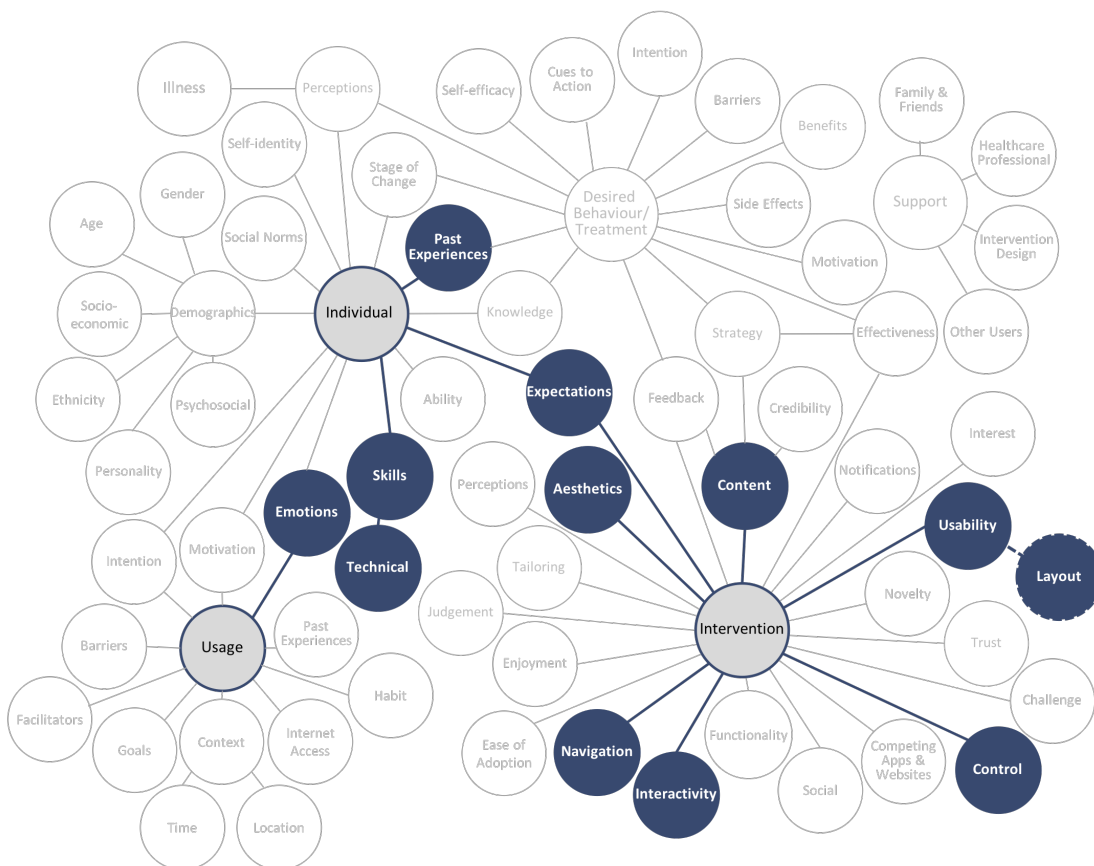 Illness
Perceptions
Self-efficacy
Cues to
Action
Intention
Barriers
Benefits
Family &
Friends
Healthcare
Professional
Self-identity
Stage of
Change
Gender
Age
Social Norms
Past
Experiences
Desired
Behaviour/
Treatment
Side Effects
Support
Intervention
Design
Motivation
Socio-
economic
Demographics
Individual
Knowledge
Strategy
Effectiveness
Other Users
Ethnicity
Psychosocial
Ability
Expectations
Feedback
Credibility
Interest
Personality
Skills
Perceptions
Aesthetics
Content
Notifications
Emotions
Usability
Intention
Motivation
Technical
Tailoring
Layout
Judgement
Novelty
Barriers
Usage
Past
Experiences
Enjoyment
Intervention
Trust
Facilitators
Goals
Context
Internet
Access
Habit
Ease of
Adoption
Navigation
Interactivity
Functionality
Social
Competing
Apps &
Websites
Control
Challenge
Time
Location